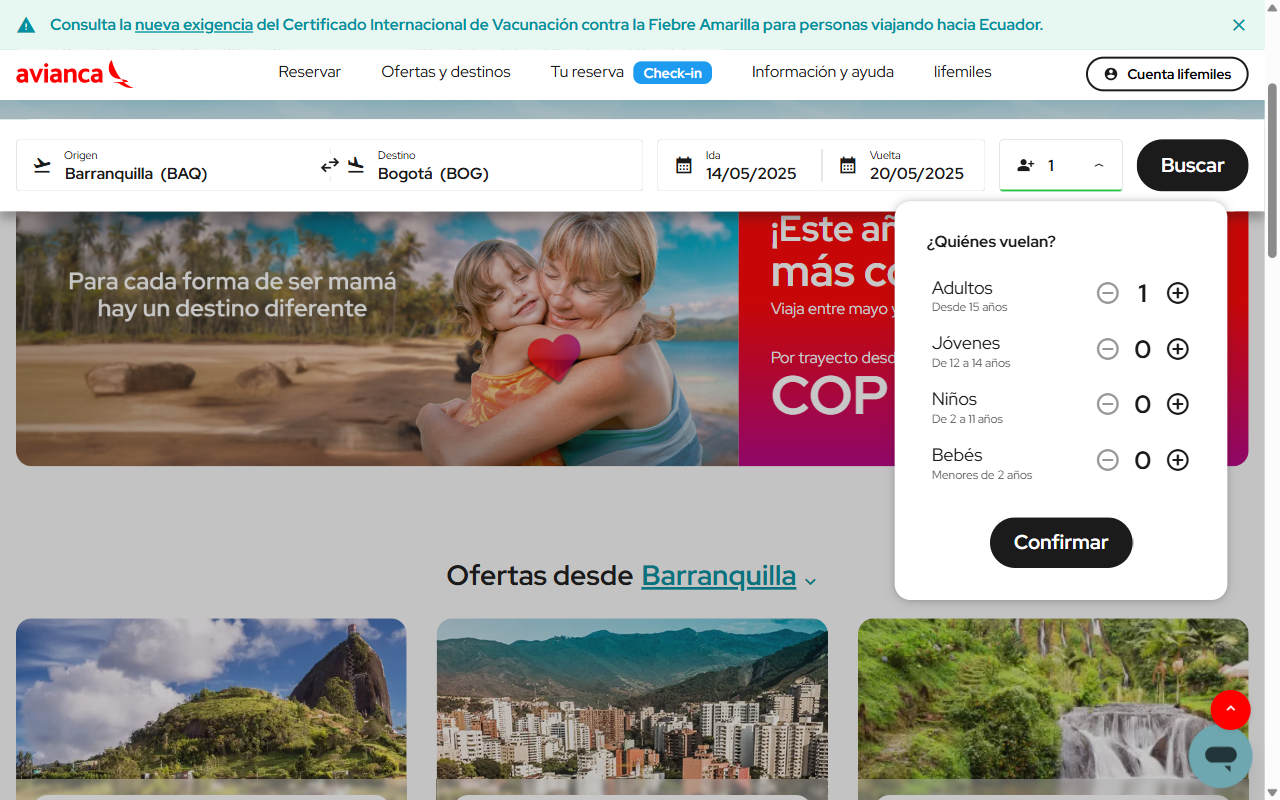 Consulta la nueva exigencia del Certificado Internacional de Vacunación contra la Fiebre Amarilla para personas viajando hacia Ecuador.
avianca
Reservar
Ofertas y destinos
Tu reserva
Check-in
Información y ayuda
lifemiles
Cuenta lifemiles
Origen
Barranquilla (BAQ)
Destino
Bogotá (BOG)
Ida
14/05/2025
Vuelta
20/05/2025
1
Buscar
Para cada forma de ser mamá
hay un destino diferente
¡Este añ
más co
Viaja entre mayo y
Por trayecto desd
COP
¿Quiénes vuelan?
Adultos
Desde 15 años
1
Jóvenes
De 12 a 14 años
0
Niños
De 2 a 11 años
0
Bebés
Menores de 2 años
0
Confirmar
Ofertas desde Barranquilla